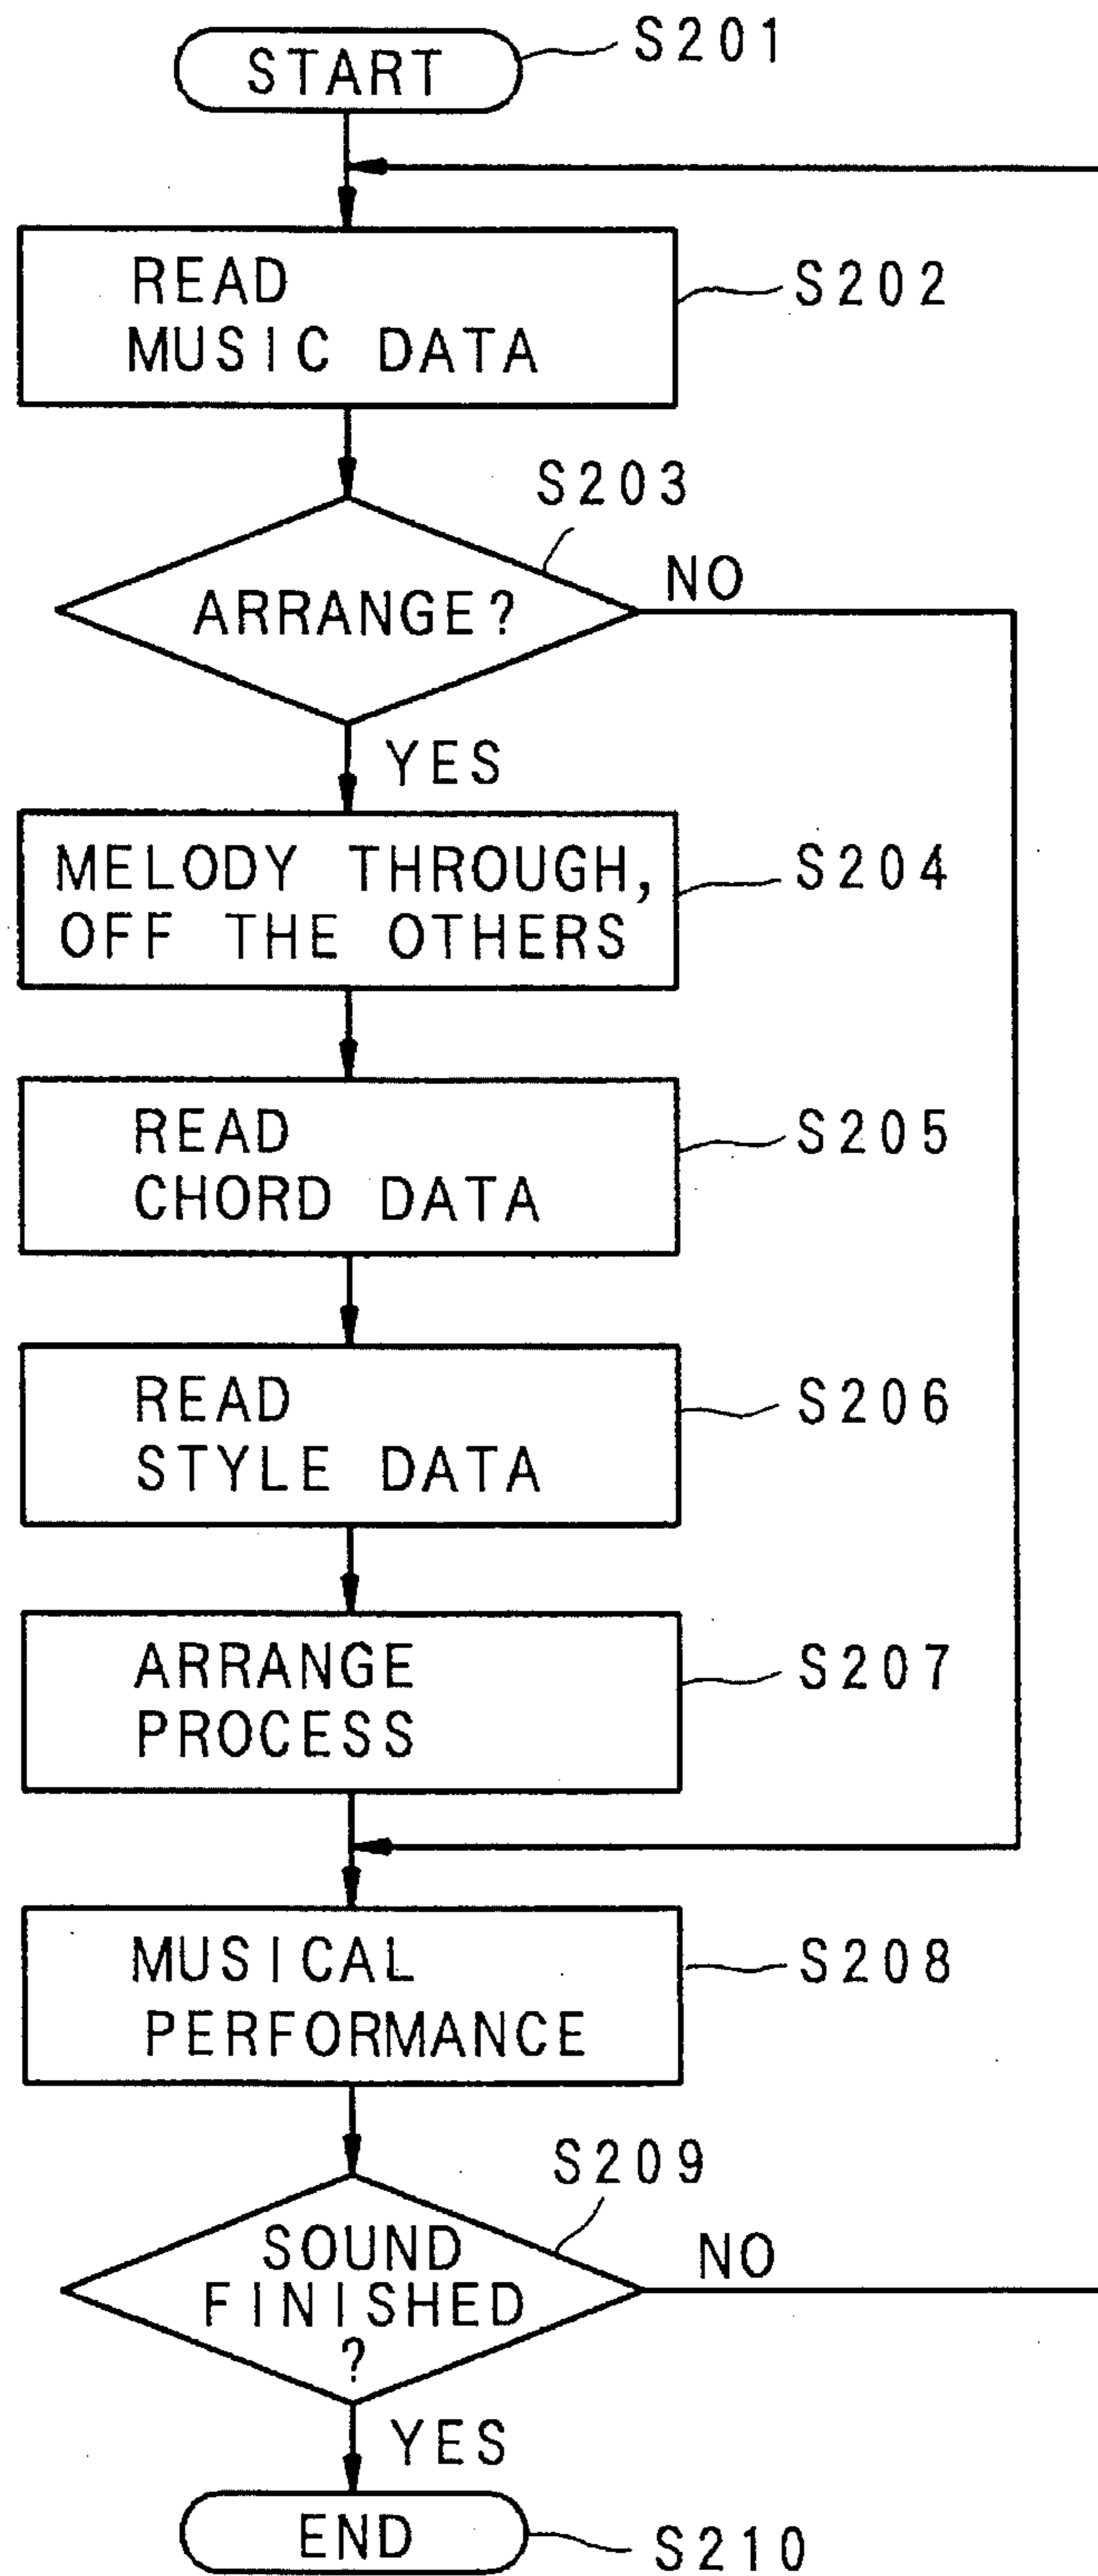 START
S201
READ
MUSIC DATA
S202
S203
ARRANGE?
NO
YES
MELODY THROUGH,
OFF THE OTHERS
S204
READ
CHORD DATA
S205
READ
STYLE DATA
S206
ARRANGE
PROCESS
S207
MUSICAL
PERFORMANCE
S208
S209
SOUND
FINISHED
?
NO
YES
END
S210